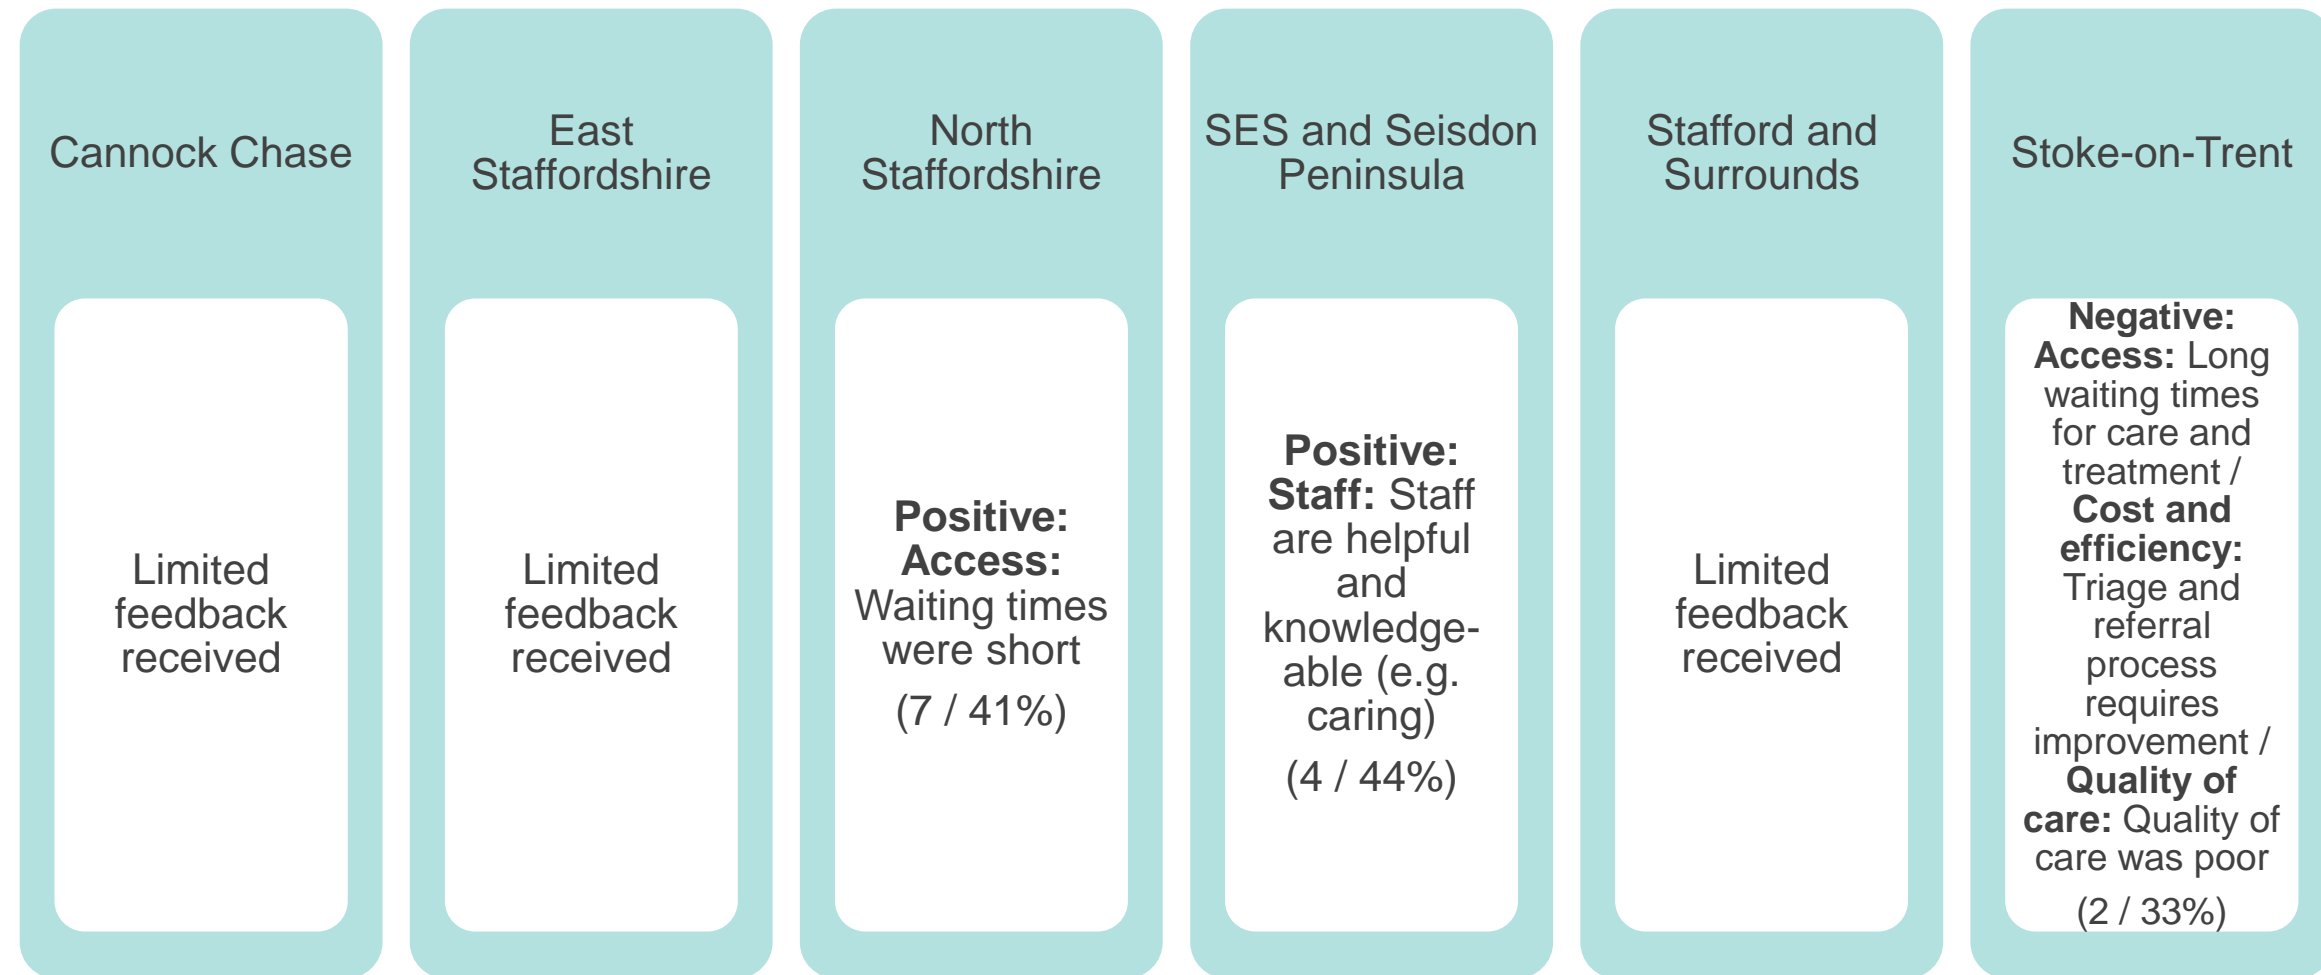 Cannock Chase
Limited
feedback
received
East
Staffordshire
Limited
feedback
received
North
Staffordshire
Positive:
Access:
Waiting times
were short
(7 / 41%)
SES and Seisdon
Peninsula
Positive:
Staff: Staff
are helpful
and
knowledge-
able (e.g.
caring)
(4 / 44%)
Stafford and
Surrounds
Limited
feedback
received
Stoke-on-Trent
Negative:
Access: Long
waiting times
for care and
treatment /
Cost and
efficiency:
Triage and
referral
process
requires
improvement /
Quality of
care: Quality of
care was poor
(2 / 33%)